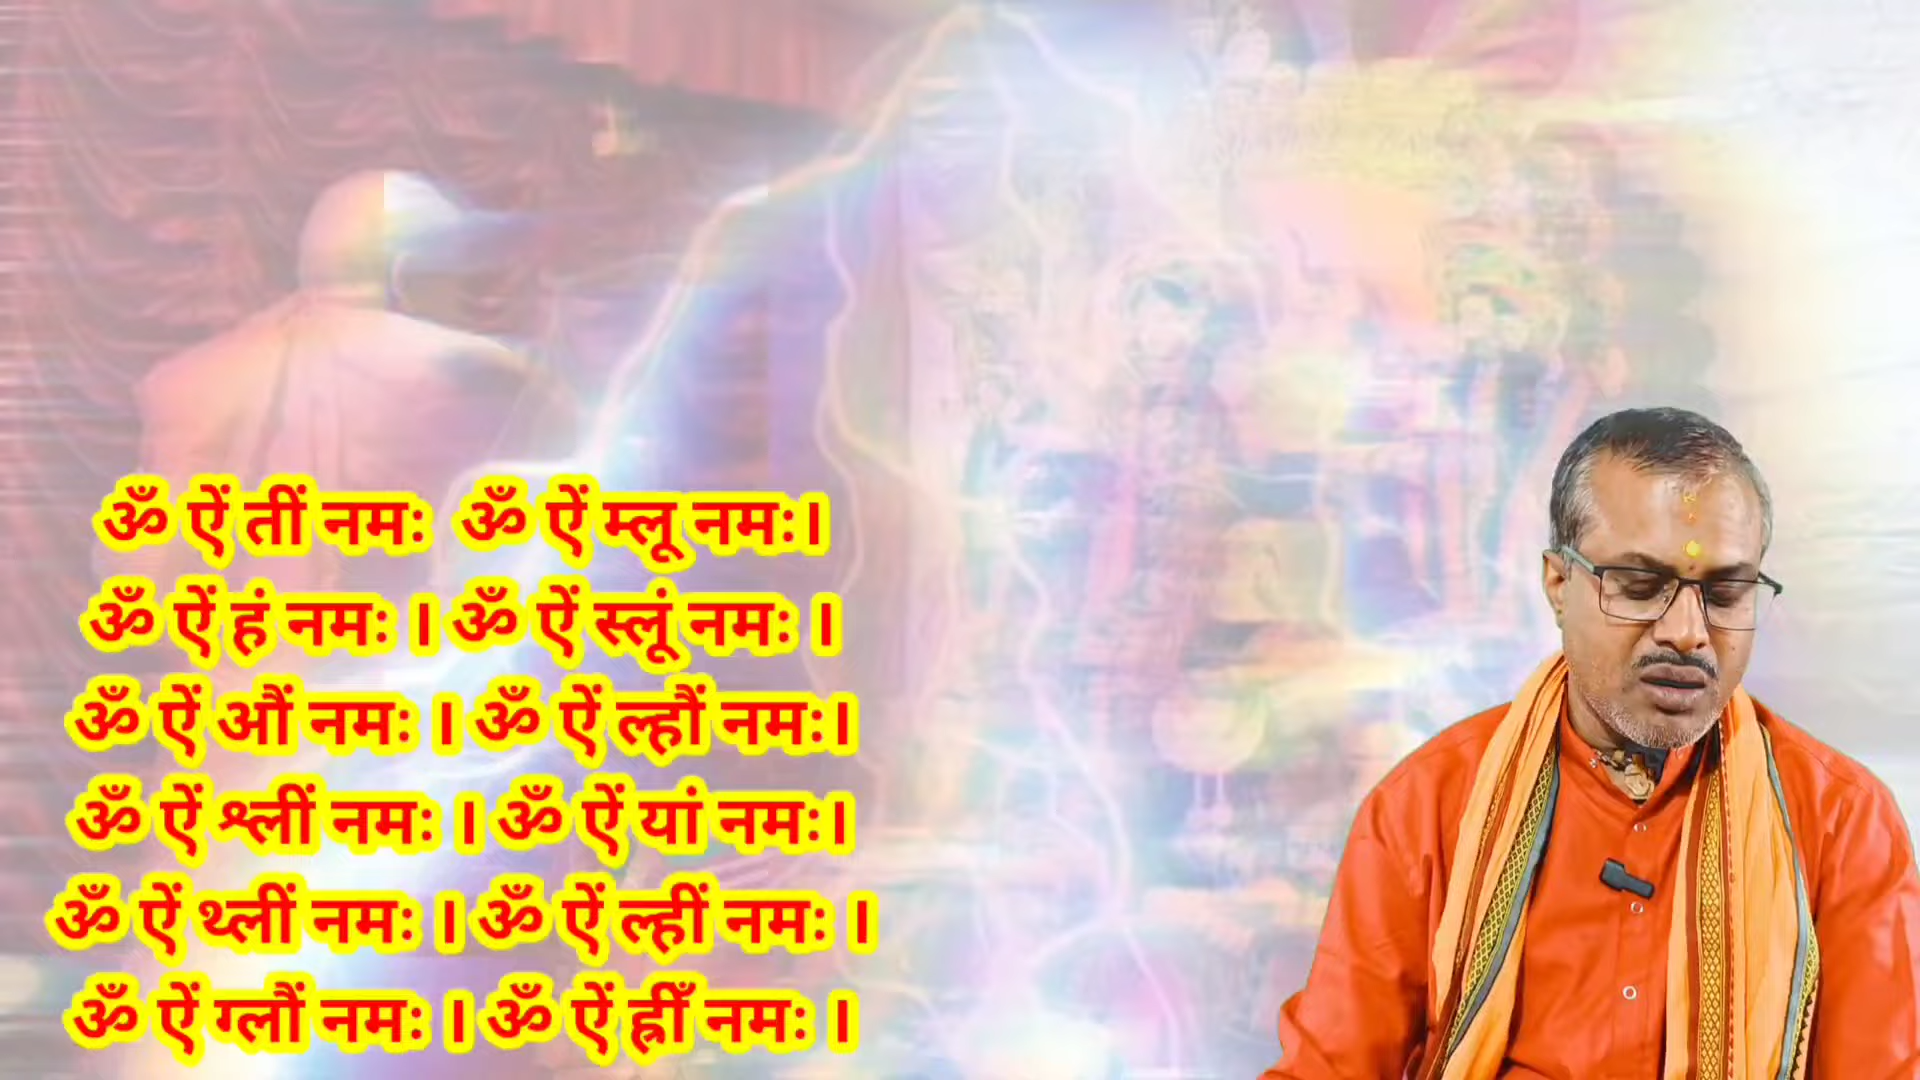 ॐ ऐं तीं नमः ॐ ऐं म्लू नमः।
ॐ ऐं हं नमः । ॐ ऐं स्लूं नमः ।
ॐ ऐं औं नमः । ॐ ऐं ल्हौं नमः।
ॐ ऐं श्लीं नमः । ॐ ऐं यां नमः।
ॐ ऐं थ्लीं नमः । ॐ ऐं ल्हीं नमः ।
ॐ ऐं ग्लौं नमः । ॐ ऐं ह्रीँ नमः ।